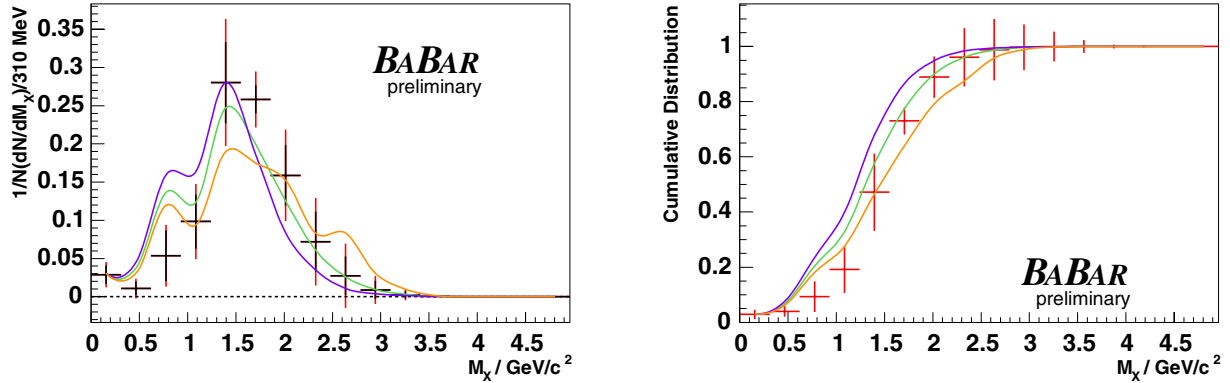 1/N(dN/dM_X)/310 MeV
0.35
0.3
0.25
0.2
0.15
0.1
0.05
0
BABAR
preliminary
0 0.5 1 1.5 2 2.5 3 3.5 4 4.5
M_X / GeV/c^2
Cumulative Distribution
1
0.8
0.6
0.4
0.2
0
BABAR
preliminary
0 0.5 1 1.5 2 2.5 3 3.5 4 4.5
M_X / GeV/c^2